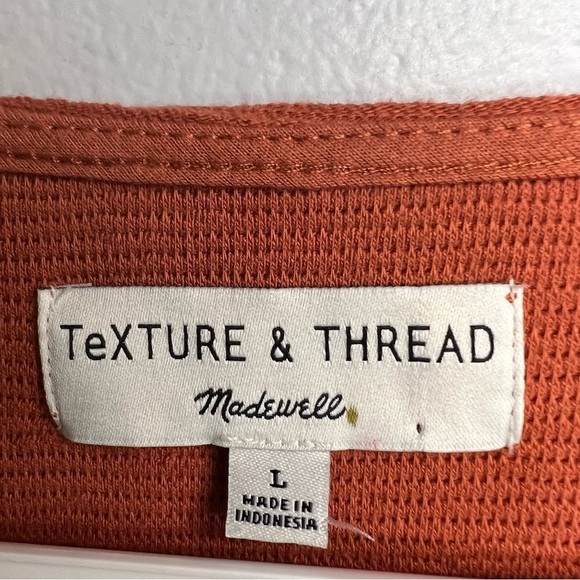 TeXTURE & THREAD
Madewell
L
MADE IN
INDONESIA